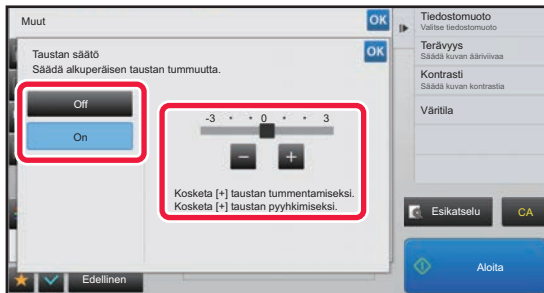 Muut
OK
Taustan säätö
Säädä alkuperäisen taustan tummuutta.
OK
Off
On
-3 • • 0 • • 3
− +
Kosketa [+] taustan tummentamiseksi.
Kosketa [+] taustan pyyhkimiseksi.
Edellinen
Tiedostomuoto
Valitse tiedostomuoto
Terävyys
Säädä kuvan ääriviivaa
Kontrasti
Säädä kuvan kontrastia
Väritila
Esikatselu
CA
Aloita